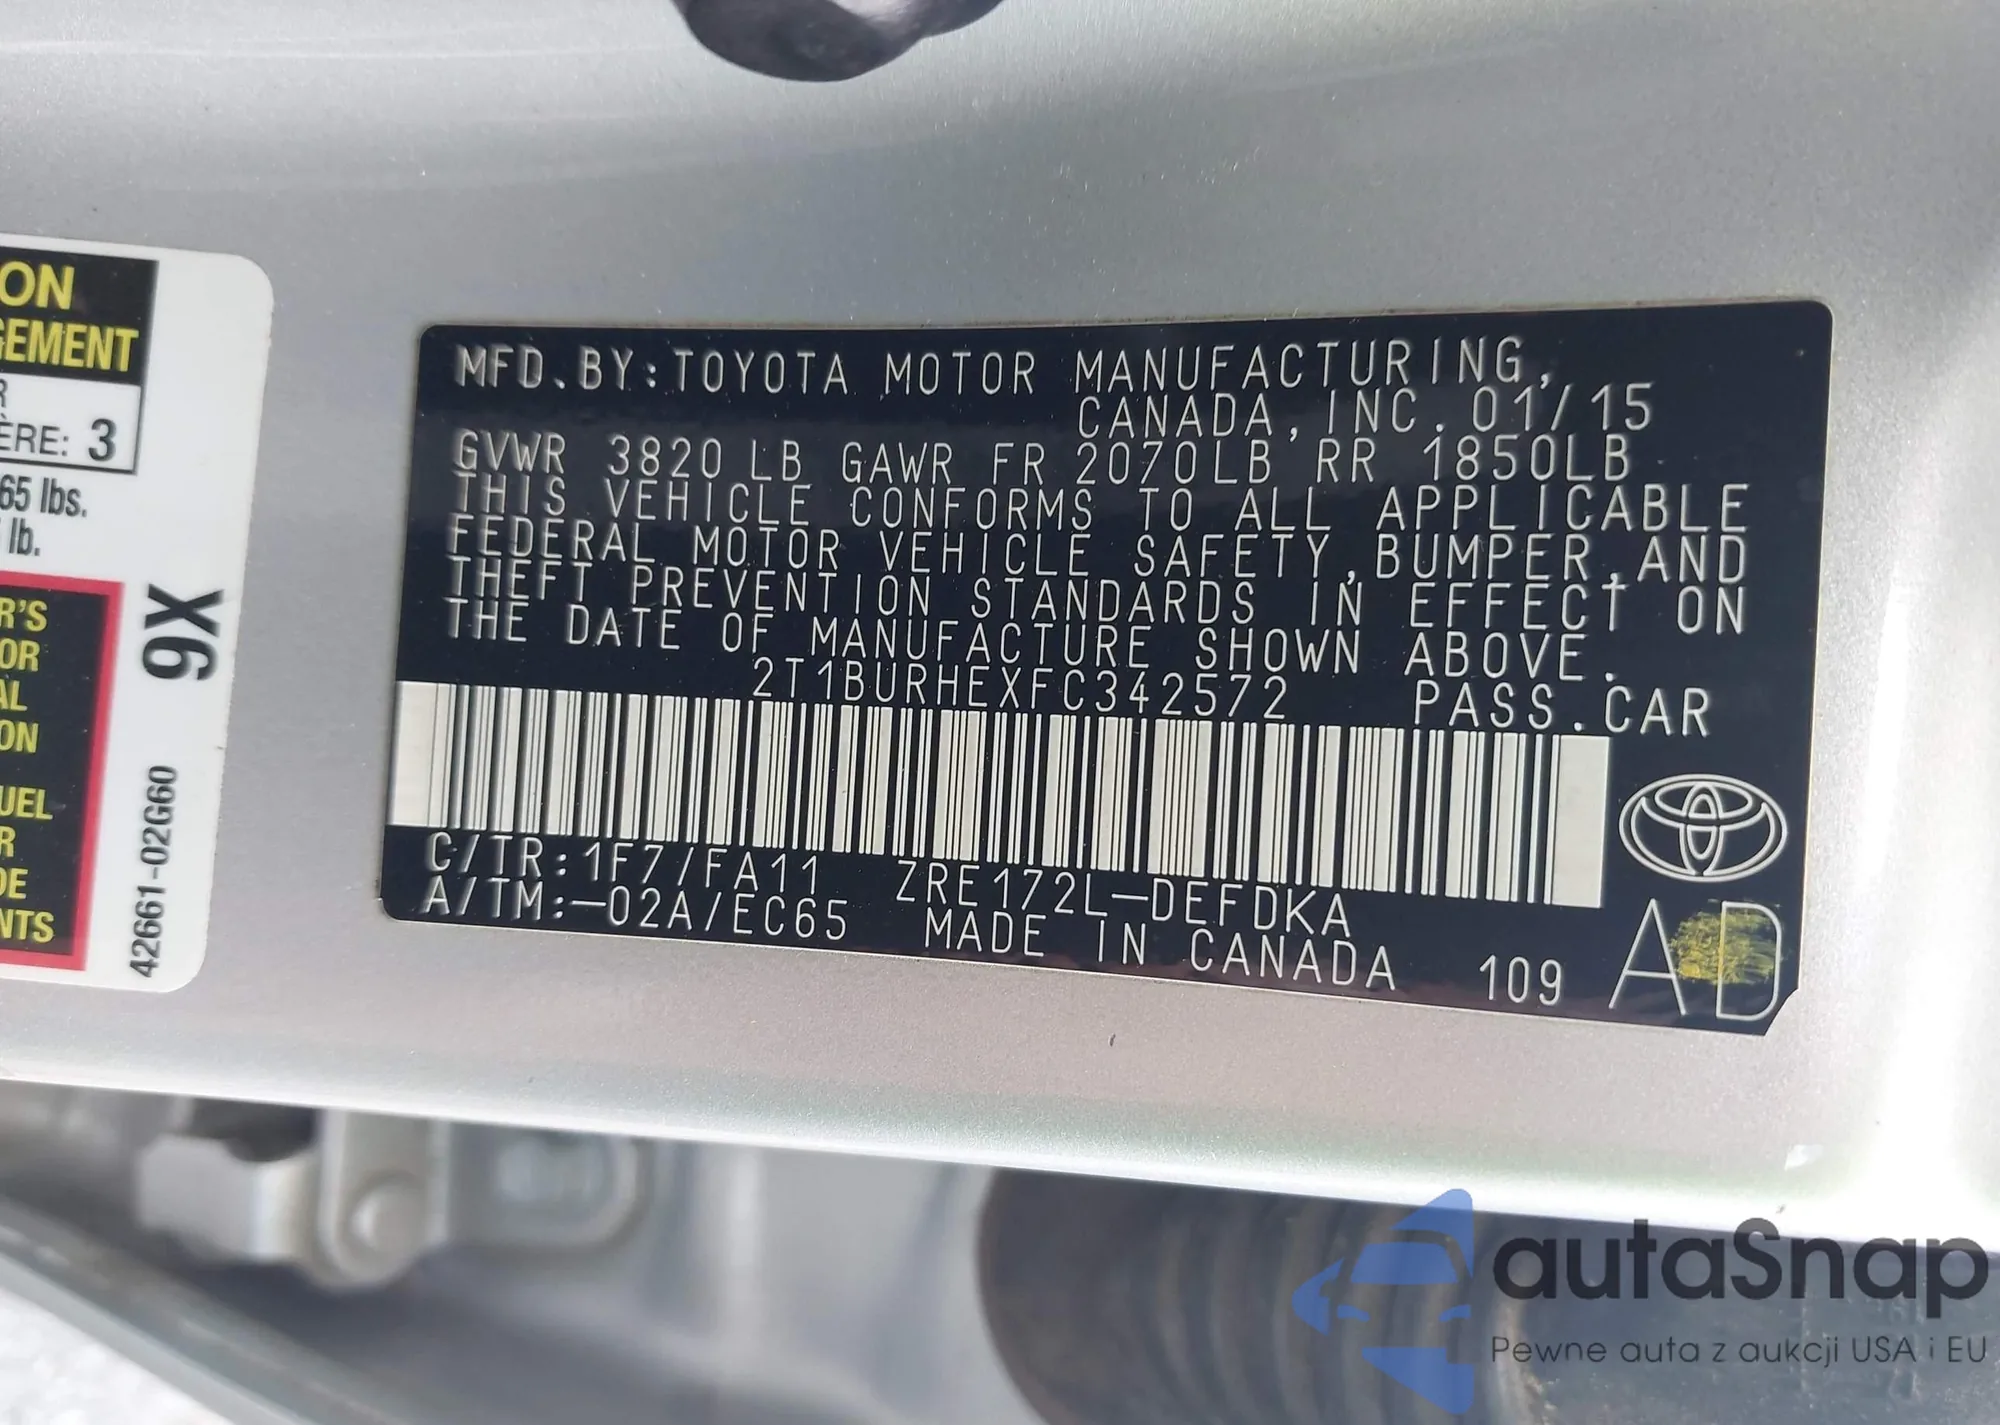 ON
GEMENT
R
ÈRE: 3
65 lbs.
lb.
R'S
OR
AL
ON
UEL
R
DE
NTS
9X
42661-02G60
MFD.BY:TOYOTA MOTOR MANUFACTURING,
CANADA, INC. 01/15
GVWR 3820 LB GAWR FR 2070LB RR 1850LB
THIS VEHICLE CONFORMS TO ALL APPLICABLE
FEDERAL MOTOR VEHICLE SAFETY,BUMPER,AND
THEFT PREVENTION STANDARDS IN EFFECT ON
THE DATE OF MANUFACTURE SHOWN ABOVE.
2T1BURHEXFC342572 PASS.CAR
C/TR:1F7/FA11 ZRE172L-DEFDKA
A/TM:-02A/EC65 MADE IN CANADA 109
AD
autaSnap
Pewne auta z aukcji USA i EU